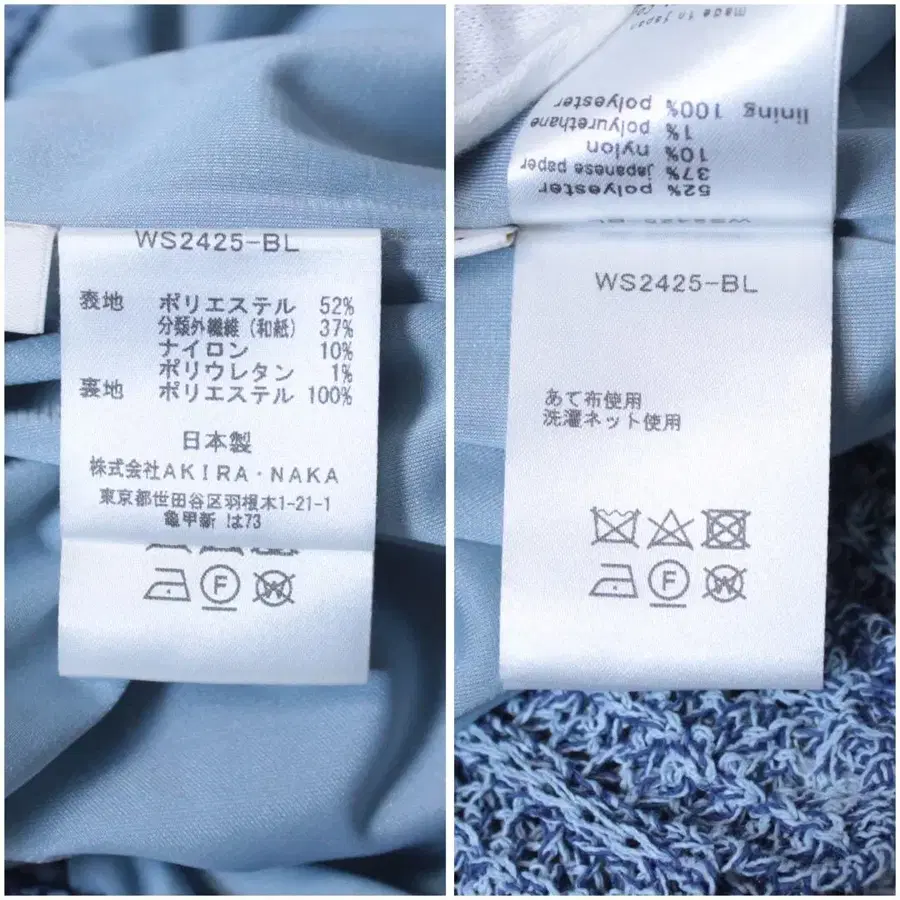 WS2425-BL
表地 ポリエステル 52%
分類外繊維(和紙) 37%
ナイロン 10%
ポリウレタン 1%
裏地 ポリエステル 100%
日本製
株式会社AKIRA・NAKA
東京都世田谷区羽根木1-21-1
亀甲新 は73
F
W
made in japan
lining 100% polyester
1% polyurethane
10% nylon
37% japanese paper
52% polyester
WS2425-BL
WS2425-BL
あて布使用
洗濯ネット使用
F
W